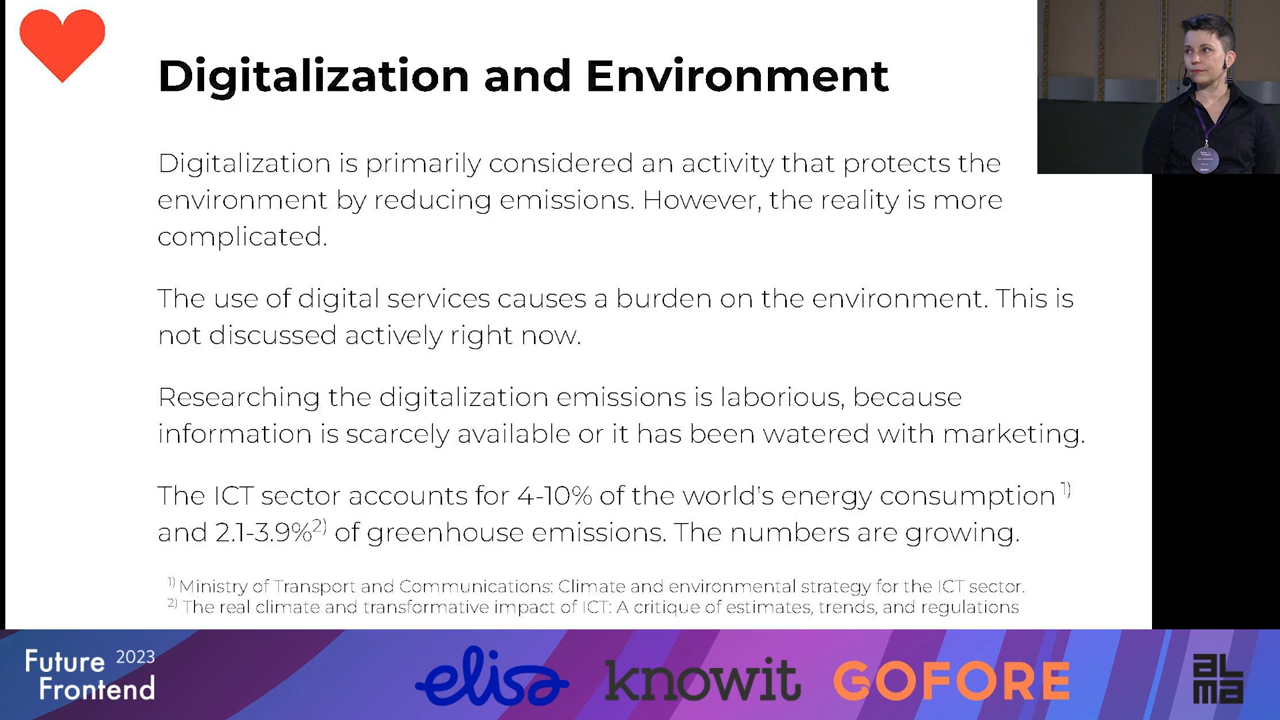 Digitalization and Environment
Digitalization is primarily considered an activity that protects the
environment by reducing emissions. However, the reality is more
complicated.
The use of digital services causes a burden on the environment. This is
not discussed actively right now.
Researching the digitalization emissions is laborious, because
information is scarcely available or it has been watered with marketing.
The ICT sector accounts for 4-10% of the world's energy consumption 1)
and 2.1-3.9%2) of greenhouse emissions. The numbers are growing.
1) Ministry of Transport and Communications: Climate and environmental strategy for the ICT sector.
2) The real climate and transformative impact of ICT: A critique of estimates, trends, and regulations
Future 2023
Frontend
elisa
knowit
GOFORE
ALMA